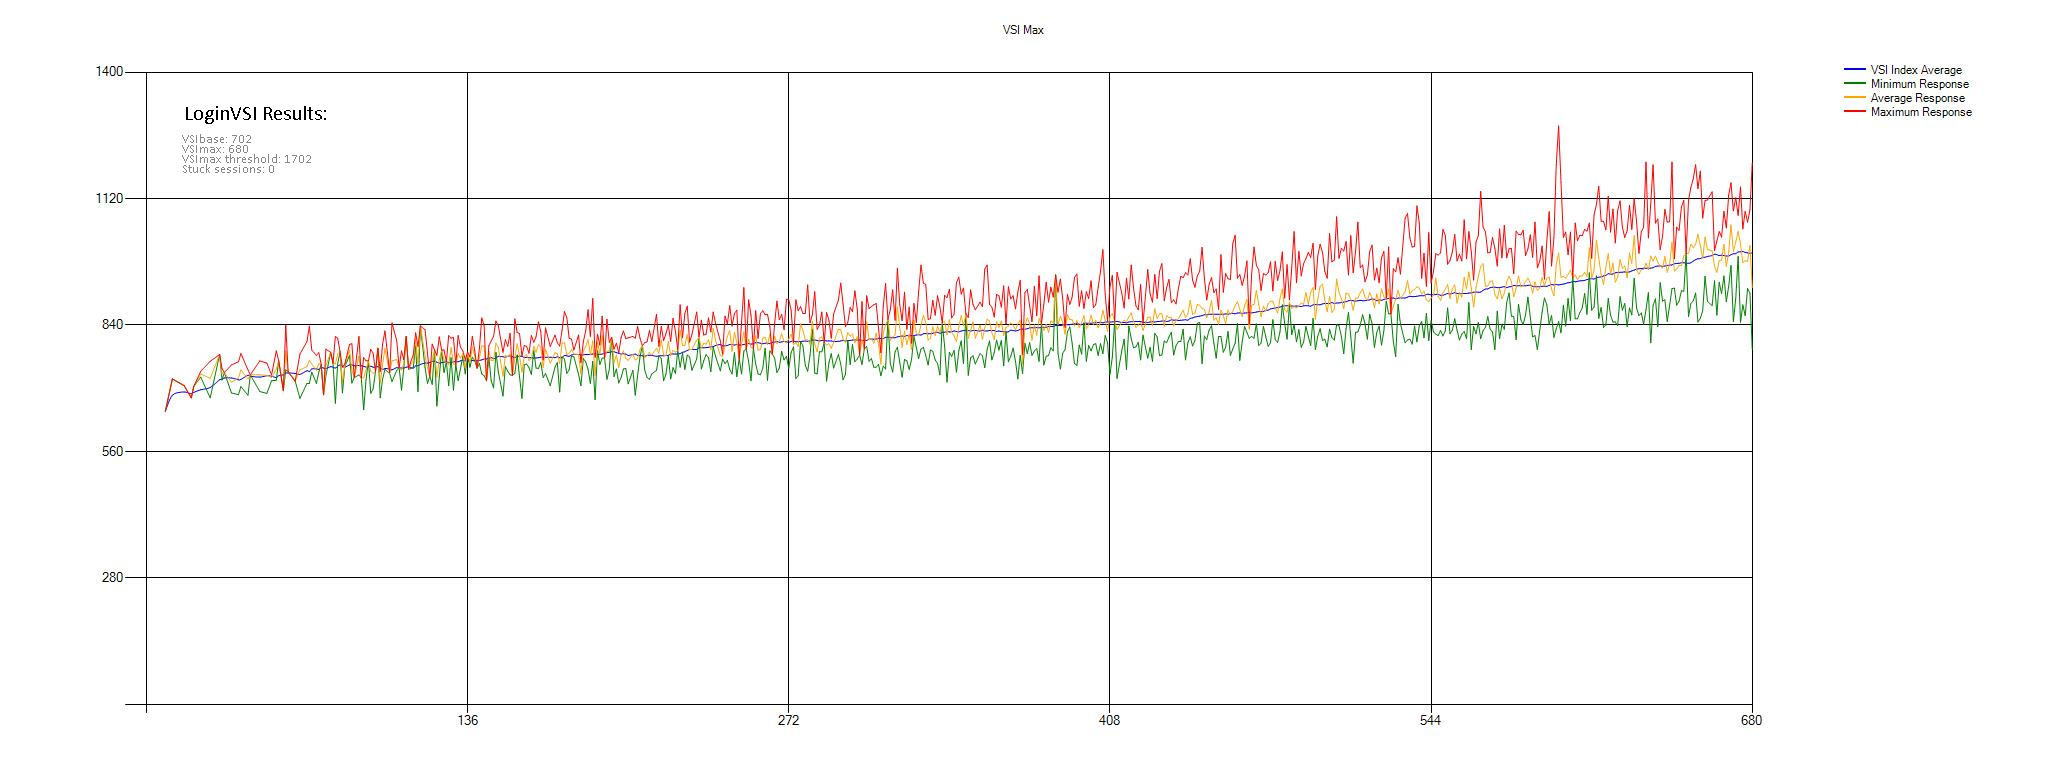 VSI Max
1400
1120
840
560
280
LoginVSI Results:
VSIbase: 702
VSImax: 680
VSImax threshold: 1702
Stuck sessions: 0
VSI Index Average
Minimum Response
Average Response
Maximum Response
136
272
408
544
680